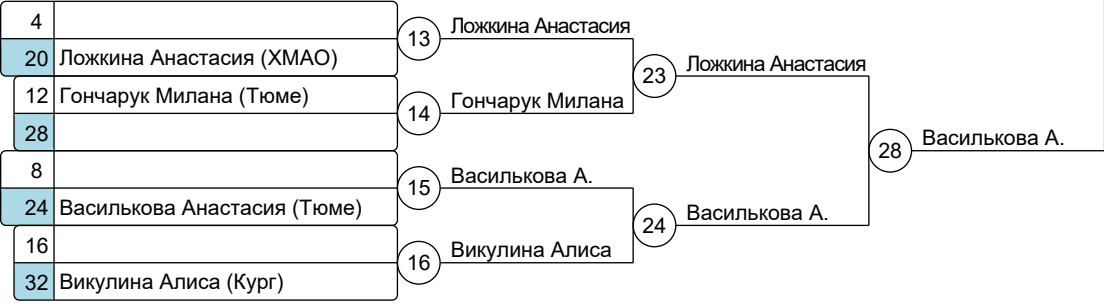 4
20 Ложкина Анастасия (ХМАО)
12 Гончарук Милана (Тюме)
28
8
24 Василькова Анастасия (Тюме)
16
32 Викулина Алиса (Кург)
13
Ложкина Анастасия
14
Гончарук Милана
15
Василькова А.
16
Викулина Алиса
23
Ложкина Анастасия
24
Василькова А.
28
Василькова А.